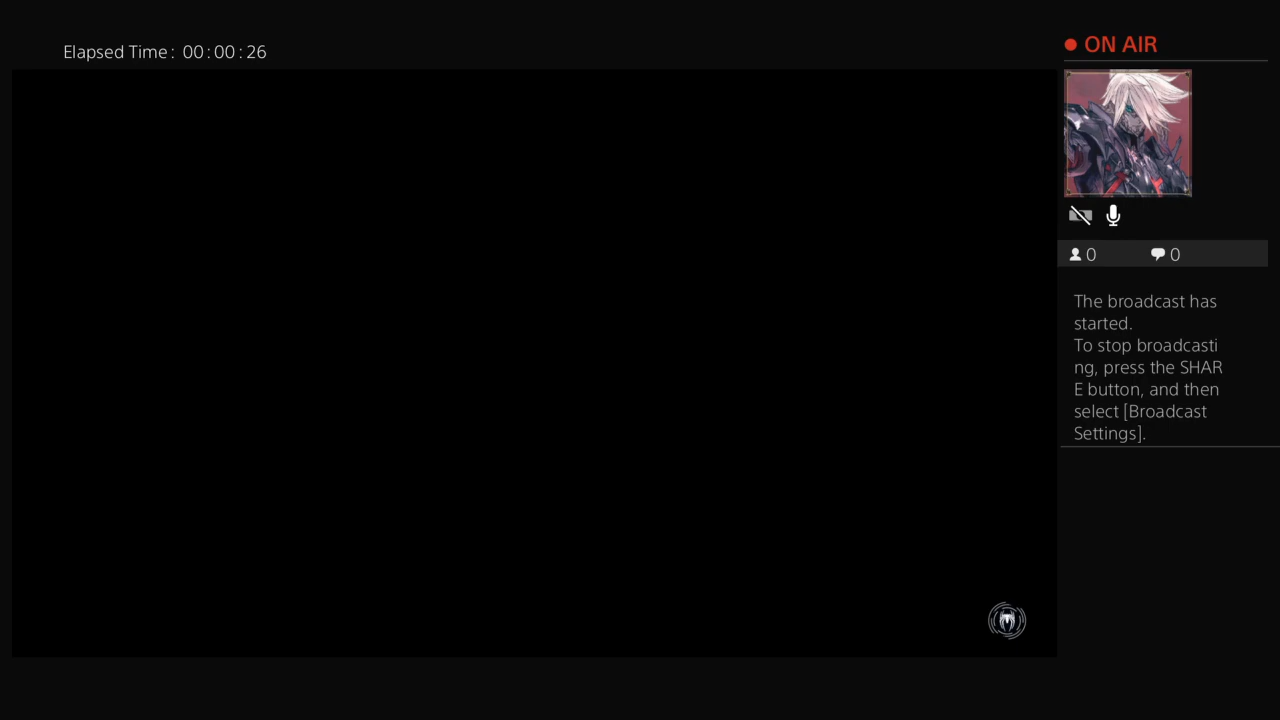 Elapsed Time: 00:00:26
ON AIR
0
0
The broadcast has
started.
To stop broadcasti
ng, press the SHAR
E button, and then
select [Broadcast
Settings].